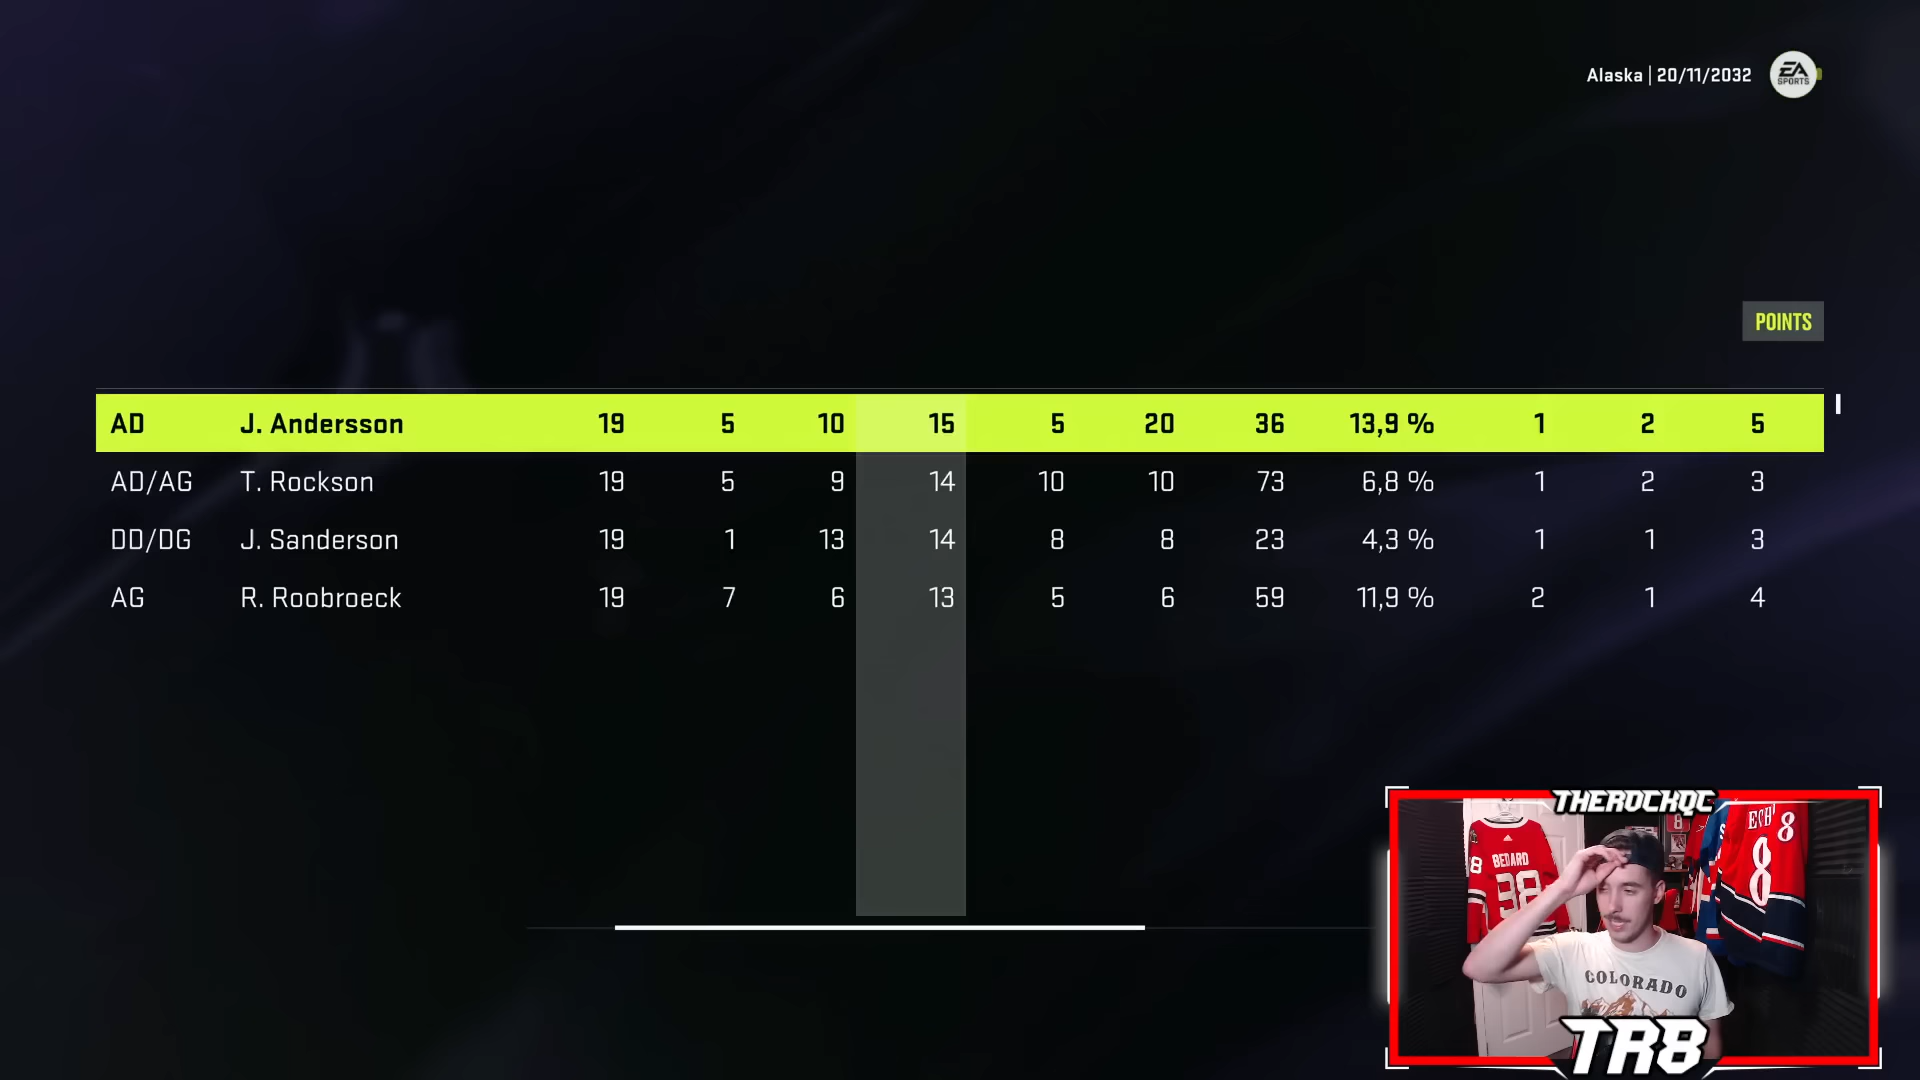 Alaska | 20/11/2032
EA SPORTS
POINTS
AD J. Andersson 19 5 10 15 5 20 36 13,9 % 1 2 5
AD/AG T. Rockson 19 5 9 14 10 10 73 6,8 % 1 2 3
DD/DG J. Sanderson 19 1 13 14 8 8 23 4,3 % 1 1 3
AG R. Roobroeck 19 7 6 13 5 6 59 11,9 % 2 1 4
THEROCKQC
BEDARD
98
8
8
8
COLORADO
TR8